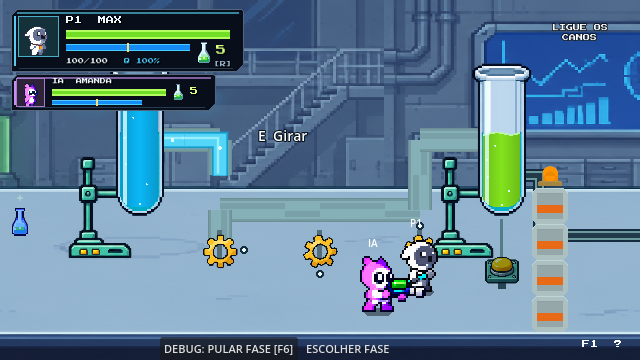 P1 MAX
5
100/100 Q 100% [R]
IA AMANDA
5
LIGUE OS
CANOS
E Girar
P1
IA
DEBUG: PULAR FASE [F6] ESCOLHER FASE
F1 ?